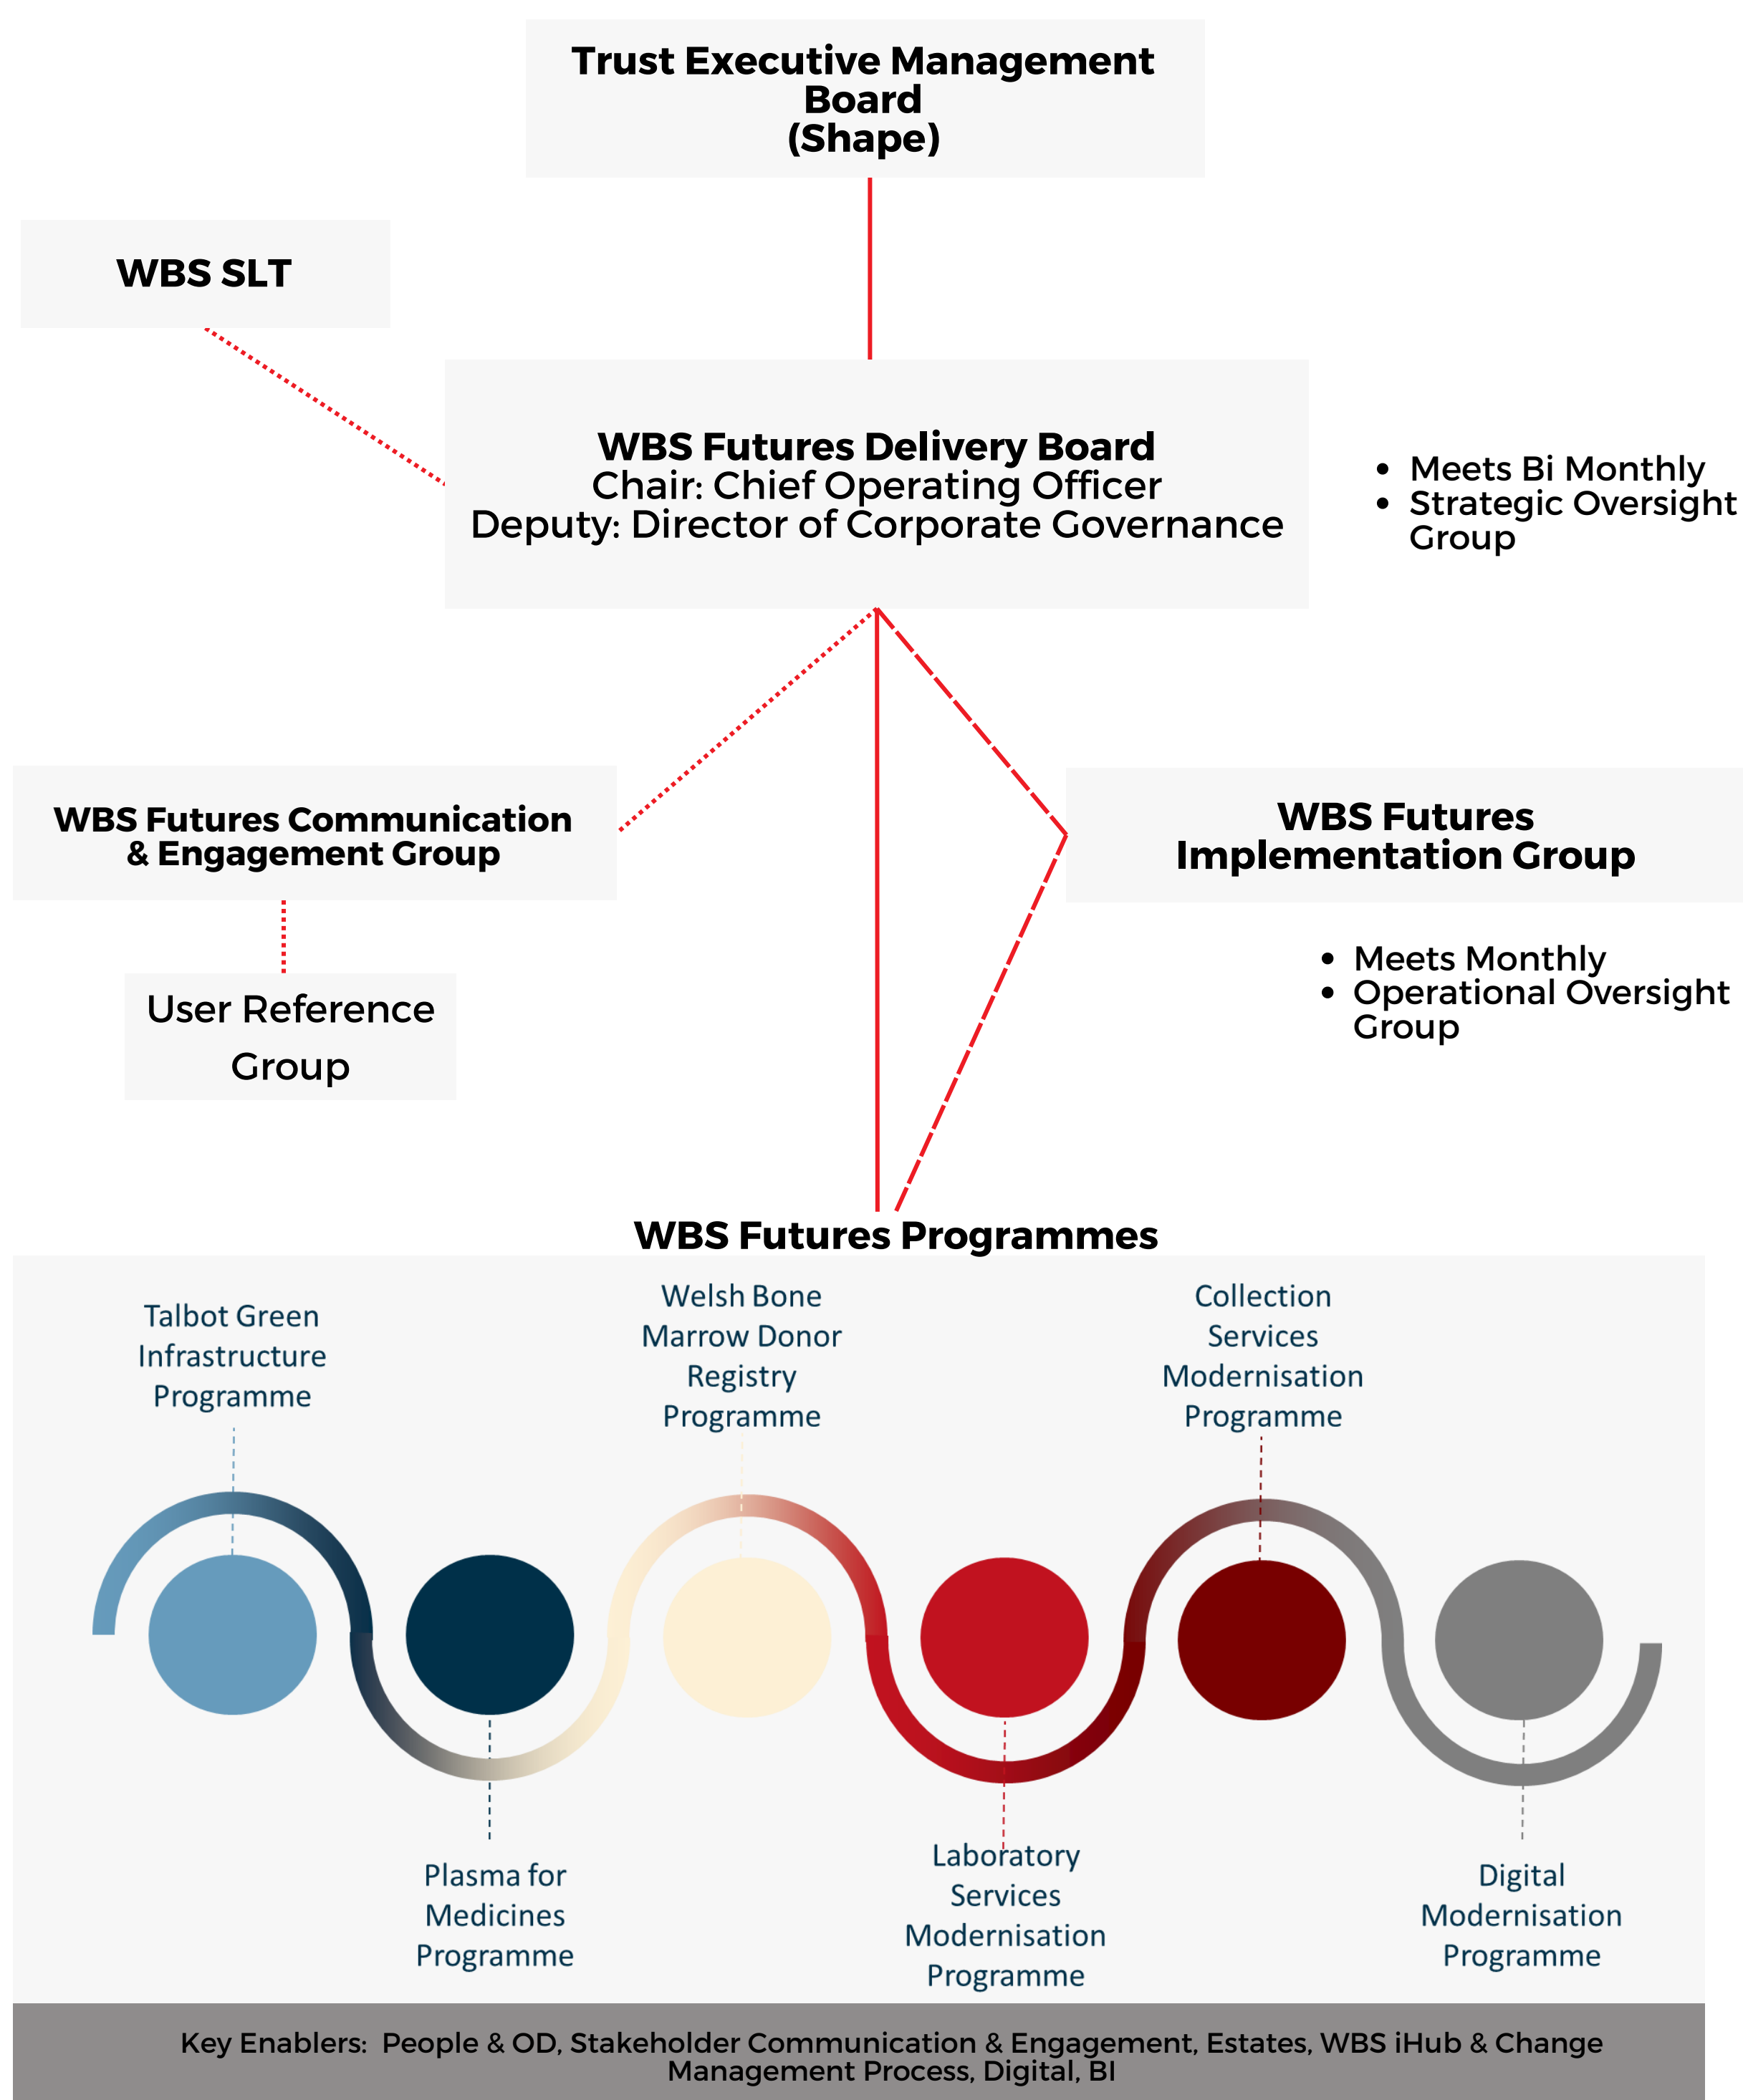 Trust Executive Management
Board
(Shape)
WBS SLT
WBS Futures Delivery Board
Chair: Chief Operating Officer
Deputy: Director of Corporate Governance
• Meets Bi Monthly
• Strategic Oversight
Group
WBS Futures Communication
& Engagement Group
WBS Futures
Implementation Group
• Meets Monthly
• Operational Oversight
Group
User Reference
Group
WBS Futures Programmes
Talbot Green
Infrastructure
Programme
Welsh Bone
Marrow Donor
Registry
Programme
Collection
Services
Modernisation
Programme
Plasma for
Medicines
Programme
Laboratory
Services
Modernisation
Programme
Digital
Modernisation
Programme
Key Enablers:  People & OD, Stakeholder Communication & Engagement, Estates, WBS iHub & Change
Management Process, Digital, BI